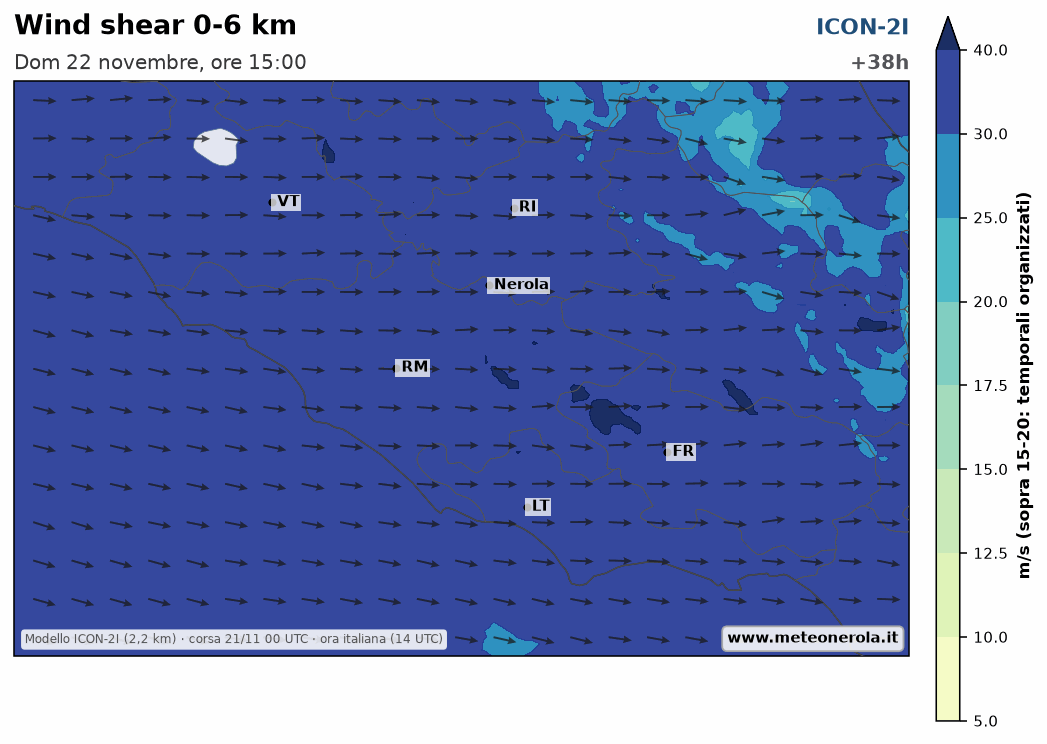 Wind shear 0-6 km
ICON-2I
Dom 22 novembre, ore 15:00
+38h
VT
RI
Nerola
RM
FR
LT
Modello ICON-2I (2,2 km) · corsa 21/11 00 UTC · ora italiana (14 UTC)
www.meteonerola.it
40.0
30.0
25.0
20.0
17.5
15.0
12.5
10.0
5.0
m/s (sopra 15-20: temporali organizzati)